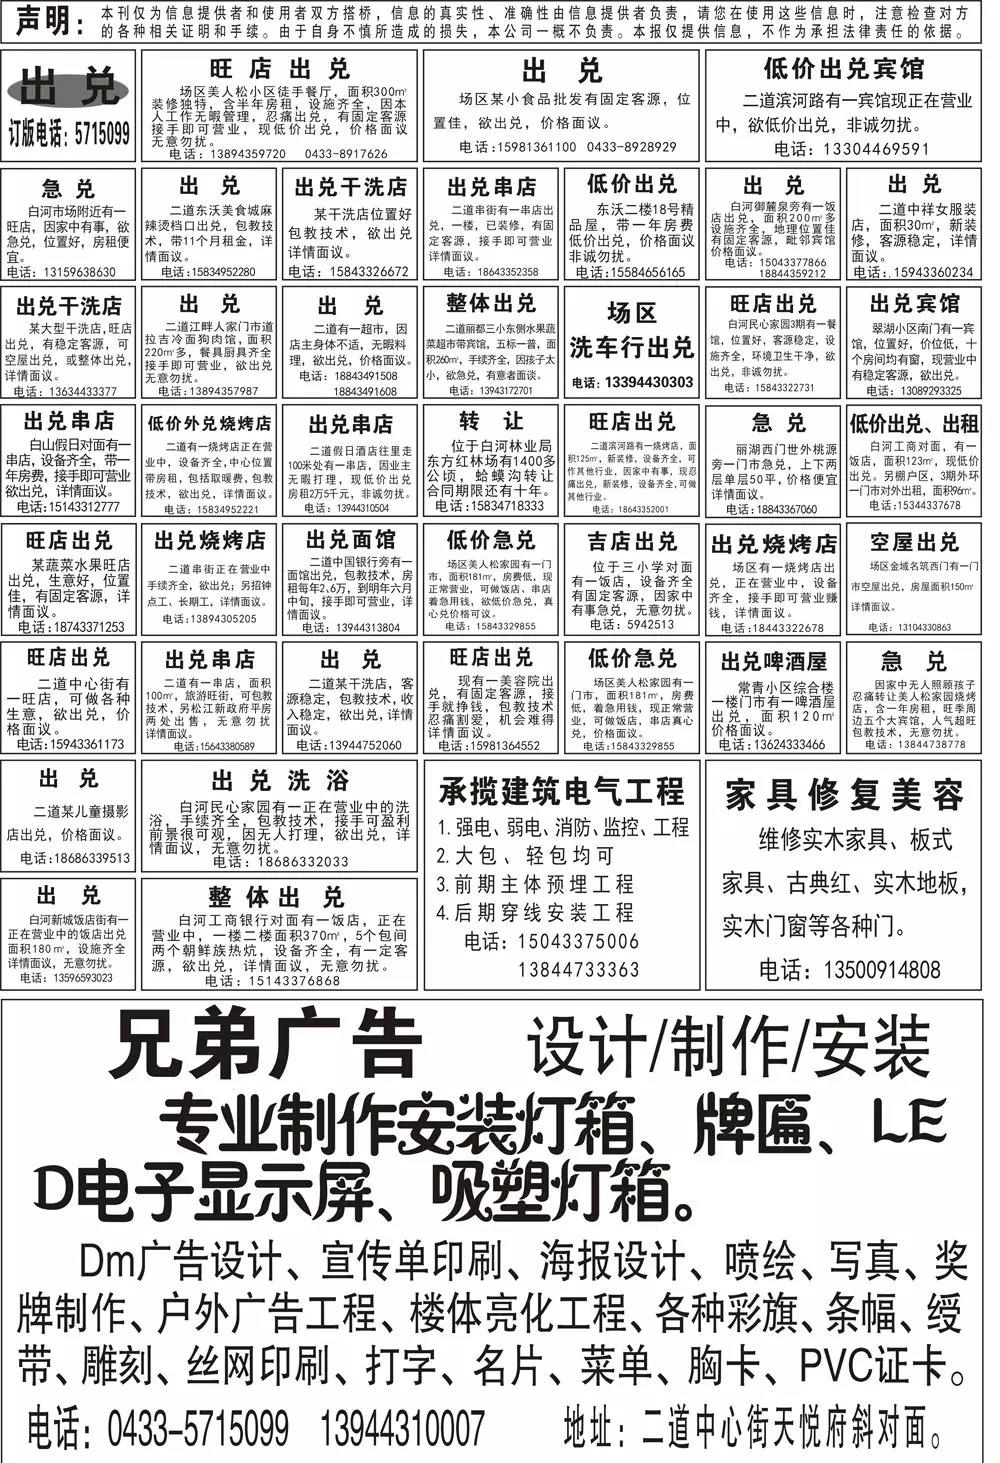 声明：
本刊仅为信息提供者和使用者双方搭桥，信息的真实性、准确性由信息提供者负责，请您在使用这些信息时，注意检查对方
的各种相关证明和手续。由于自身不慎所造成的损失，本公司一概不负责。本报仅提供信息，不作为承担法律责任的依据。
出 兑
订版电话：5715099
旺店出兑
场区美人松小区徒手餐厅，面积300㎡
装修独特，含半年房租，设施齐全，因本
人工作无暇管理，忍痛出兑，有固定客源
接手即可营业，现低价出兑，价格面议
无意勿扰。
电话：13894359720 0433-8917626
出 兑
场区某小食品批发有固定客源，位
置佳，欲出兑，价格面议。
电话：15981361100 0433-8928929
低价出兑宾馆
二道滨河路有一宾馆现正在营业
中，欲低价出兑，非诚勿扰。
电话：13304469591
急 兑
白河市场附近有一
旺店，因家中有事，欲
急兑，位置好，房租便
宜。
电话：13159638630
出 兑
二道东沃美食城麻
辣烫档口出兑，包教技
术，带11个月租金，详
情面议。
电话：15834952280
出兑干洗店
某干洗店位置好
包教技术，欲出兑
详情面议。
电话：15843326672
出兑串店
二道串街有一串店出
兑，一楼，已装修，有固
定客源，接手即可营业
详情面议。
电话：18643352358
低价出兑
东沃二楼18号精
品屋，带一年房费
低价出兑，价格面议
非诚勿扰。
电话：15584656165
出 兑
白河御麓泉旁有一饭
店出兑，面积200㎡多
设施齐全，地理位置佳
有固定客源，毗邻宾馆
价格面议。
电话：15043377866
18844359212
出 兑
二道中祥女服装
店，面积30㎡，新装
修，客源稳定，详情
面议。
电话：15943360234
出兑干洗店
某大型干洗店，旺店
出兑，有稳定客源，可
空屋出兑，或整体出兑，
详情面议。
电话：13634433377
出 兑
二道江畔人家门市道
拉吉冷面狗肉馆，面积
220㎡多，餐具厨具齐全
接手即可营业，欲出兑
无意勿扰。
电话：13894357987
出 兑
二道有一超市，因
店主身体不适，无暇料
理，欲出兑，价格面议。
电话：18843491508
18843491608
整体出兑
二道丽都三小东侧水果蔬
菜超市带宾馆，五标一普，面
积260㎡，手续齐全，因孩子太
小，欲急兑，有意者面谈。
电话：13943172701
场区
洗车行出兑
电话：13394430303
旺店出兑
白河民心家园3期有一餐
馆，位置好，客源稳定，设
施齐全，环境卫生干净，欲
出兑，非诚勿扰。
电话：15843322731
出兑宾馆
翠湖小区南门有一宾
馆，位置好，价位低，十
个房间均有窗，现营业中
有稳定客源，欲出兑。
电话：13089293325
出兑串店
白山假日对面有一
串店，设备齐全，带一
年房费，接手即可营业
欲出兑，详情面议。
电话：15143312777
低价外兑烧烤店
二道有一烧烤店正在营
业中，设备齐全，中心位置
带房租，包括取暖费，包教
技术，欲出兑，详情面议。
电话：15834952221
出兑串店
二道假日酒店往里走
100米处有一串店，因业主
无暇打理，现低价出兑
房租2万5千元，非诚勿扰。
电话：13944310504
转 让
位于白河林业局
东方红林场有1400多
公顷，蛤蟆沟转让
合同期限还有十年。
电话：15834718333
旺店出兑
二道滨河路有一烧烤店，面
积125㎡，新装修，设备齐全，可
作其他行业，因家中有事，现忍
痛出兑，新装修，设备齐全，可做
其他行业。
电话：18643352001
急 兑
丽湖西门世外桃源
旁一门市急兑，上下两
层单层50平，价格便宜
详情面议。
电话：18843367060
低价出兑、出租
白河工商对面，有一
饭店，面积123㎡，现低价
出兑。另棚户区，3期外环
一门市对外出租，面积96㎡。
电话：15344337678
旺店出兑
某蔬菜水果旺店
出兑，生意好，位置
佳，有固定客源，详
情面议。
电话：18743371253
出兑烧烤店
二道串街正在营业中
手续齐全，欲出兑；另招钟
点工、长期工，详情面议。
电话：13894305205
出兑面馆
二道中国银行旁有一
面馆出兑，包教技术，房
租每年2.6万，到明年六月
中旬，接手即可营业，详
情面议。
电话：13944313804
低价急兑
场区美人松家园有一门
市，面积181㎡，房费低，现
正常营业，可做饭店、串店
着急用钱，欲低价急兑，真
心兑价格可议。
电话：15843329855
吉店出兑
位于三小学对面
有一饭店，设备齐全
有固定客源，因家中
有事急兑，无意勿扰。
电话：5942513
出兑烧烤店
场区有一烧烤店出
兑，正在营业中，设备
齐全，接手即可营业赚
钱，详情面议。
电话：18443322678
空屋出兑
场区金域名筑西门有一门
市空屋出兑，房屋面积150㎡
详情面议。
电话：13104330863
旺店出兑
二道中心街有
一旺店，可做各种
生意，欲出兑，价
格面议。
电话：15943361173
出兑串店
二道有一串店，面积
100㎡，旅游旺街，可包教
技术，另松江新政府平房
两处出售，无意勿扰
详情面议。
电话：15643380589
出 兑
二道某干洗店，客
源稳定，包教技术，收
入稳定，欲出兑，详情
面议。
电话：13944752060
旺店出兑
现有一美容院出
兑，有固定客源，接
手就挣钱，包教技术
忍痛割爱，机会难得
详情面议。
电话：15981364552
低价急兑
场区美人松家园有一
门市，面积181㎡，房费
低，着急用钱，现正常营
业，可做饭店，串店真心
兑，价格面议。
电话：15843329855
出兑啤酒屋
常青小区综合楼
一楼门市有一啤酒屋
出兑，面积120㎡
价格面议。
电话：13624333466
急 兑
因家中无人照顾孩子
忍痛转让美人松家园烧烤
店，含一年房租，旺季周
边五个大宾馆，人气超旺
包教技术，无意勿扰。
电话：13844738778
出 兑
二道某儿童摄影
店出兑，价格面议。
电话：18686339513
出兑洗浴
白河民心家园有一正在营业中的洗
浴，手续齐全，包教技术，接手可盈利
前景很可观，因无人打理，欲出兑，详
情面议，无意勿扰。
电话：18686332033
承揽建筑电气工程
1.强电、弱电、消防、监控、工程
2.大包、轻包均可
3.前期主体预埋工程
4.后期穿线安装工程
电话：15043375006
13844733363
家具修复美容
维修实木家具、板式
家具、古典红、实木地板，
实木门窗等各种门。
电话：13500914808
出 兑
白河新城饭店街有一
正在营业中的饭店出兑
面积180㎡，设施齐全
详情面议，无意勿扰。
电话：13596593023
整体出兑
白河工商银行对面有一饭店，正在
营业中，一楼二楼面积370㎡，5个包间
两个朝鲜族热炕，设备齐全，有一定客
源，欲出兑，详情面议，无意勿扰。
电话：15143376868
兄弟广告 设计/制作/安装
专业制作安装灯箱、牌匾、LE
D电子显示屏、吸塑灯箱。
Dm广告设计、宣传单印刷、海报设计、喷绘、写真、奖
牌制作、户外广告工程、楼体亮化工程、各种彩旗、条幅、绶
带、雕刻、丝网印刷、打字、名片、菜单、胸卡、PVC证卡。
电话：0433-5715099 13944310007 地址：二道中心街天悦府斜对面。